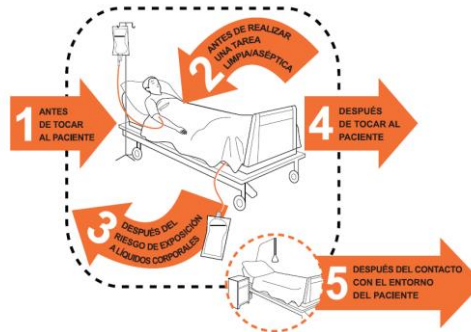 1 ANTES
DE TOCAR
AL PACIENTE
2 ANTES DE REALIZAR
UNA TAREA
LIMPIA/ASÉPTICA
3 DESPUÉS DEL
RIESGO DE EXPOSICIÓN
A LÍQUIDOS CORPORALES
4 DESPUÉS
DE TOCAR AL
PACIENTE
5 DESPUÉS DEL CONTACTO
CON EL ENTORNO
DEL PACIENTE